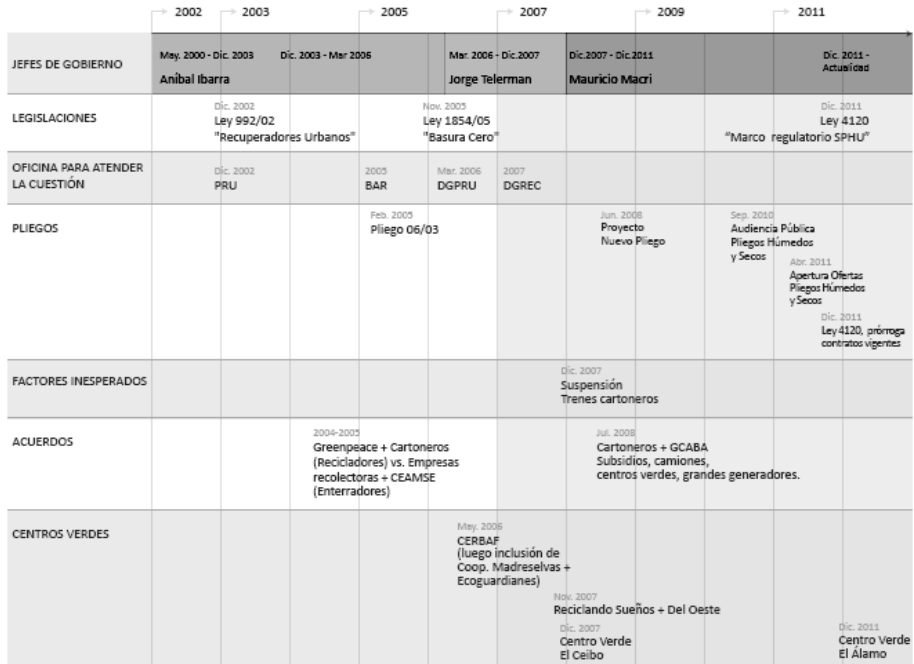 2002
2003
2005
2007
2009
2011
JEFES DE GOBIERNO
May. 2000 - Dic. 2003
Dic. 2003 - Mar 2006
Mar. 2006 - Dic.2007
Dic.2007 - Dic.2011
Dic. 2011 -
Actualidad
Aníbal Ibarra
Jorge Telerman
Mauricio Macri
LEGISLACIONES
Dic. 2002
Ley 992/02
"Recuperadores Urbanos"
Nov. 2005
Ley 1854/05
"Basura Cero"
Dic. 2011
Ley 4120
“Marco regulatorio SPHU”
OFICINA PARA ATENDER
LA CUESTIÓN
Dic. 2002
PRU
2005
BAR
Mar. 2006
DGPRU
2007
DGREC
PLIEGOS
Feb. 2005
Pliego 06/03
Jun. 2008
Proyecto
Nuevo Pliego
Sep. 2010
Audiencia Pública
Pliegos Húmedos
y Secos
Abr. 2011
Apertura Ofertas
Pliegos Húmedos
y Secos
Dic. 2011
Ley 4120, prórroga
contratos vigentes
FACTORES INESPERADOS
Dic. 2007
Suspensión
Trenes cartoneros
ACUERDOS
2004-2005
Greenpeace + Cartoneros
(Recicladores) vs. Empresas
recolectoras + CEAMSE
(Enterradores)
Jul. 2008
Cartoneros + GCABA
Subsidios, camiones,
centros verdes, grandes generadores.
CENTROS VERDES
May. 2006
CERBAF
(luego inclusión de
Coop. Madreselvas +
Ecoguardianes)
Nov. 2007
Reciclando Sueños + Del Oeste
Dic. 2007
Centro Verde
El Ceibo
Dic. 2011
Centro Verde
El Álamo